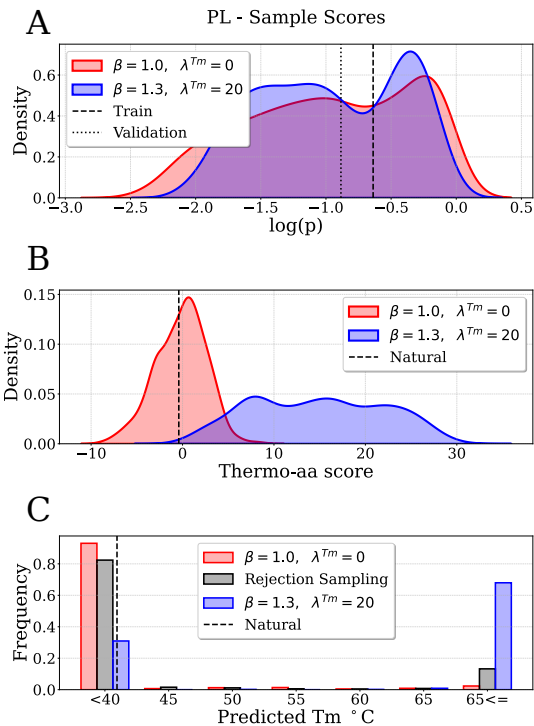 A
PL - Sample Scores
β = 1.0, λ^Tm = 0
β = 1.3, λ^Tm = 20
Train
Validation
Density
0.6
0.4
0.2
0.0
−3.0 −2.5 −2.0 −1.5 −1.0 −0.5 0.0 0.5
log(p)
B
β = 1.0, λ^Tm = 0
β = 1.3, λ^Tm = 20
Natural
Density
0.15
0.10
0.05
0.00
−10 0 10 20 30
Thermo-aa score
C
β = 1.0, λ^Tm = 0
Rejection Sampling
β = 1.3, λ^Tm = 20
Natural
Frequency
0.8
0.6
0.4
0.2
0.0
<40 45 50 55 60 65 65<=
Predicted Tm °C